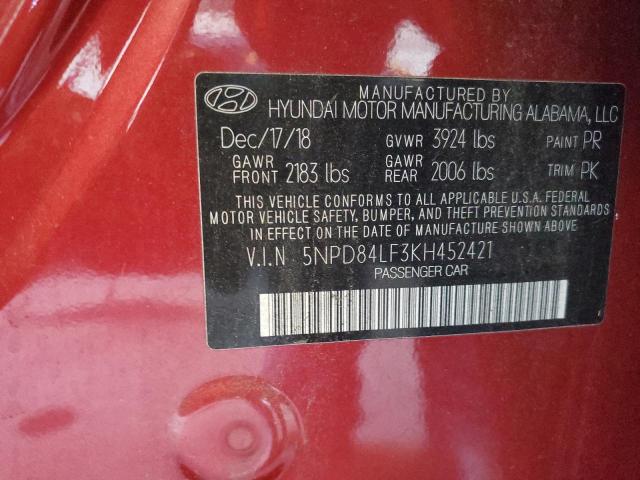 MANUFACTURED BY
HYUNDAI MOTOR MANUFACTURING ALABAMA, LLC
Dec/17/18 GVWR 3924 lbs PAINT PR
GAWR FRONT 2183 lbs GAWR REAR 2006 lbs TRIM PK
THIS VEHICLE CONFORMS TO ALL APPLICABLE U.S.A. FEDERAL
MOTOR VEHICLE SAFETY, BUMPER, AND THEFT PREVENTION STANDARDS
IN EFFECT ON THE DATE OF MANUFACTURE SHOWN ABOVE.
V.I.N 5NPD84LF3KH452421
PASSENGER CAR